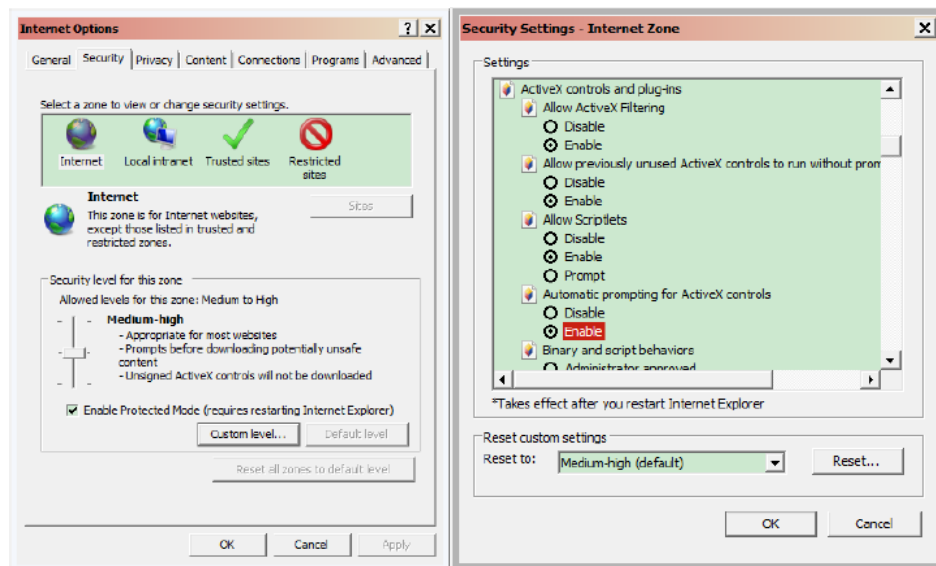 Internet Options
General Security Privacy Content Connections Programs Advanced
Select a zone to view or change security settings.
Internet Local intranet Trusted sites Restricted
sites
Internet
This zone is for Internet websites,
except those listed in trusted and
restricted zones.
Sites
Security level for this zone
Allowed levels for this zone: Medium to High
Medium-high
- Appropriate for most websites
- Prompts before downloading potentially unsafe
content
- Unsigned ActiveX controls will not be downloaded
Enable Protected Mode (requires restarting Internet Explorer)
Custom level... Default level
Reset all zones to default level
OK Cancel Apply
Security Settings - Internet Zone
Settings
ActiveX controls and plug-ins
Allow ActiveX Filtering
Disable
Enable
Allow previously unused ActiveX controls to run without prom
Disable
Enable
Allow Scriptlets
Disable
Enable
Prompt
Automatic prompting for ActiveX controls
Disable
Enable
Binary and script behaviors
Administrator approved
*Takes effect after you restart Internet Explorer
Reset custom settings
Reset to: Medium-high (default) Reset...
OK Cancel